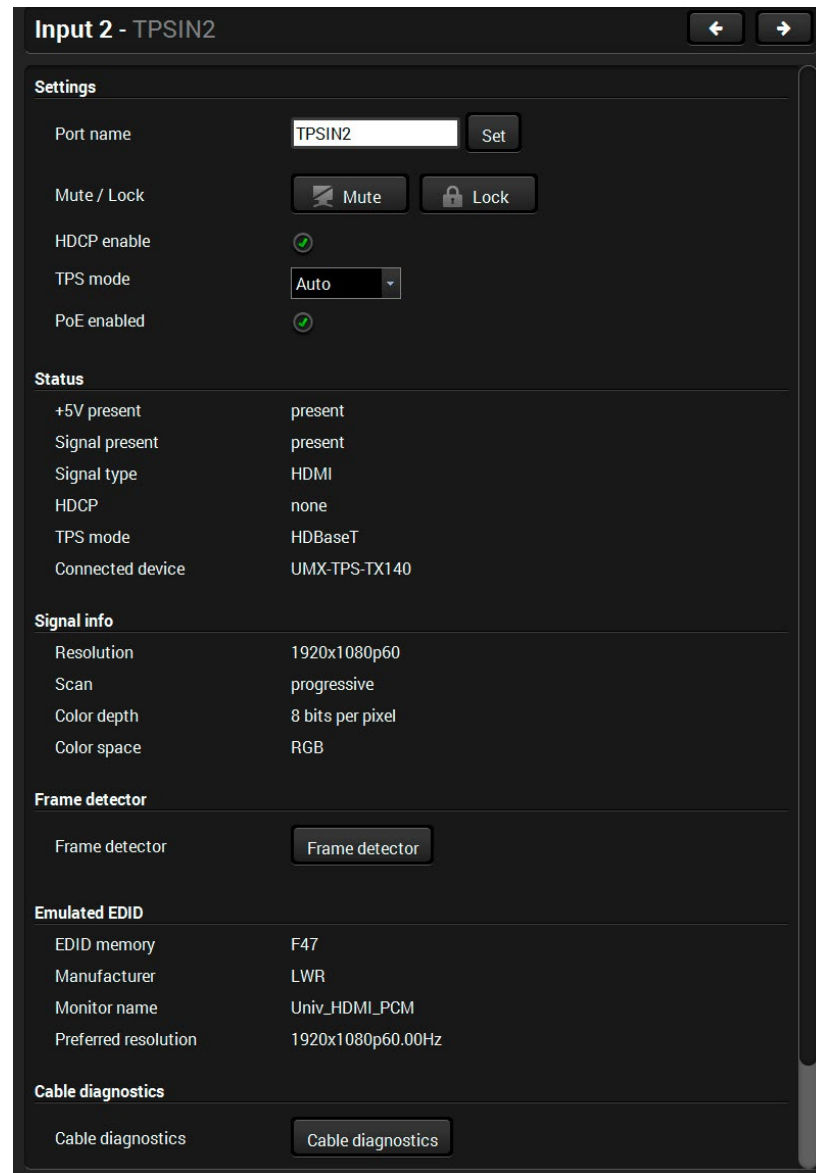 Input 2 - TPSIN2
Settings
Port name TPSIN2 Set
Mute / Lock Mute Lock
HDCP enable
TPS mode Auto
PoE enabled
Status
+5V present present
Signal present present
Signal type HDMI
HDCP none
TPS mode HDBaseT
Connected device UMX-TPS-TX140
Signal info
Resolution 1920x1080p60
Scan progressive
Color depth 8 bits per pixel
Color space RGB
Frame detector
Frame detector Frame detector
Emulated EDID
EDID memory F47
Manufacturer LWR
Monitor name Univ_HDMI_PCM
Preferred resolution 1920x1080p60.00Hz
Cable diagnostics
Cable diagnostics Cable diagnostics